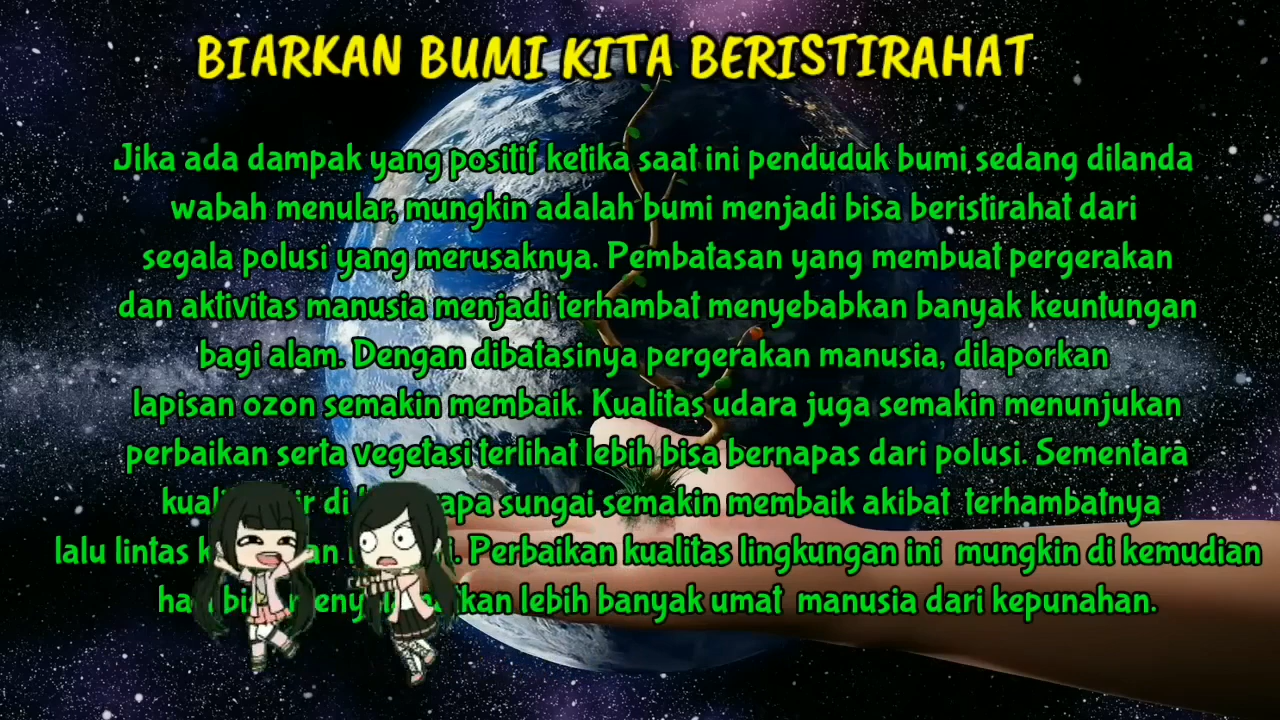 BIARKAN BUMI KITA BERISTIRAHAT
Jika ada dampak yang positif ketika saat ini penduduk bumi sedang dilanda
wabah menular, mungkin adalah bumi menjadi bisa beristirahat dari
segala polusi yang merusaknya. Pembatasan yang membuat pergerakan
dan aktivitas manusia menjadi terhambat menyebabkan banyak keuntungan
bagi alam. Dengan dibatasinya pergerakan manusia, dilaporkan
lapisan ozon semakin membaik. Kualitas udara juga semakin menunjukan
perbaikan serta vegetasi terlihat lebih bisa bernapas dari polusi. Sementara
di sungai semakin membaik akibat terhambatnya
lalu lintas Perbaikan kualitas lingkungan ini mungkin di kemudian
lebih banyak umat manusia dari kepunahan.